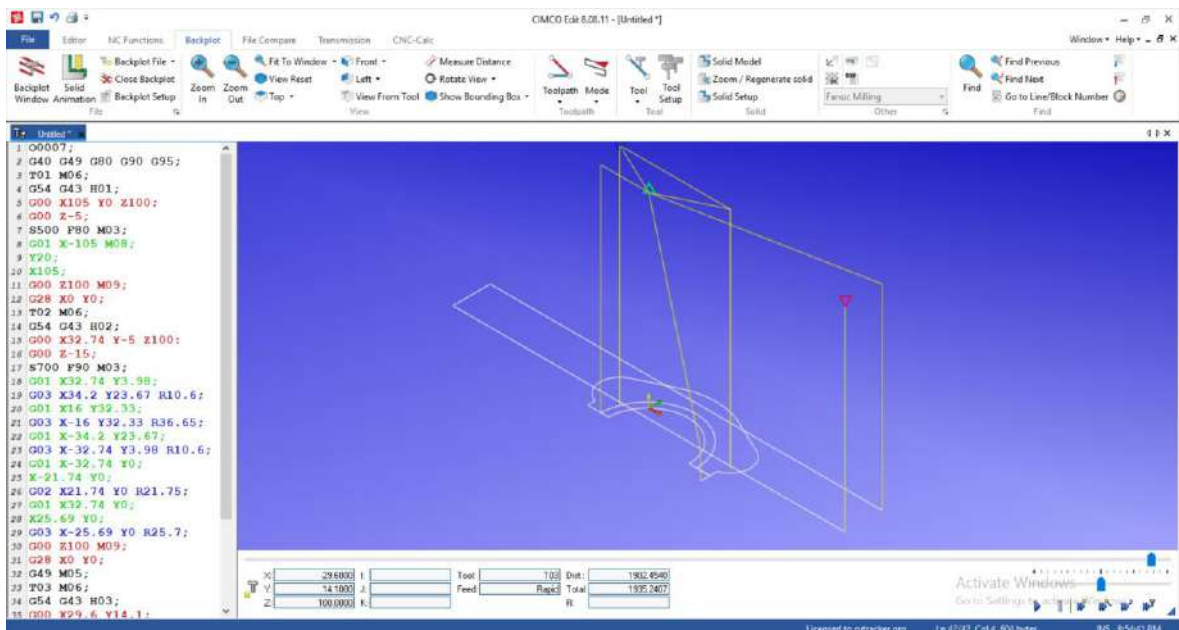 CIMCO Edit 8.08.11 - [Untitled *]
File Editor NC Functions Backplot File Compare Transmission CNC-Calc Window Help
Backplot Window
Solid Animation
Backplot File
Close Backplot
Backplot Setup
File
Zoom In
Zoom Out
Fit To Window
View Reset
Top
Front
Left
View From Tool
Measure Distance
Rotate View
Show Bounding Box
View
Toolpath
Mode
Toolpath
Tool
Tool Setup
Tool
Solid Model
Zoom / Regenerate solid
Solid Setup
Solid
Fanuc Milling
Other
Find
Find Previous
Find Next
Go to Line/Block Number
Find
Untitled *
1 O0007;
2 G40 G49 G80 G90 G95;
3 T01 M06;
4 G54 G43 H01;
5 G00 X105 Y0 Z100;
6 G00 Z-5;
7 S500 F80 M03;
8 G01 X-105 M08;
9 Y20;
10 X105;
11 G00 Z100 M09;
12 G28 X0 Y0;
13 T02 M06;
14 G54 G43 H02;
15 G00 X32.74 Y-5 Z100:
16 G00 Z-15;
17 S700 F90 M03;
18 G01 X32.74 Y3.98;
19 G03 X34.2 Y23.67 R10.6;
20 G01 X16 Y32.33;
21 G03 X-16 Y32.33 R36.65;
22 G01 X-34.2 Y23.67;
23 G03 X-32.74 Y3.98 R10.6;
24 G01 X-32.74 Y0;
25 X-21.74 Y0;
26 G02 X21.74 Y0 R21.75;
27 G01 X32.74 Y0;
28 X25.69 Y0;
29 G03 X-25.69 Y0 R25.7;
30 G00 Z100 M09;
31 G28 X0 Y0;
32 G49 M05;
33 T03 M06;
34 G54 G43 H03;
35 G00 X29.6 Y14.1;
X: I: Tool: T03 Dist.: 1902.4540
Y: 14.1000 J: Feed: Rapid Total: 1935.2407
Z: 100.0000 K: R:
Activate Windows
Go to Settings to activate Windows.